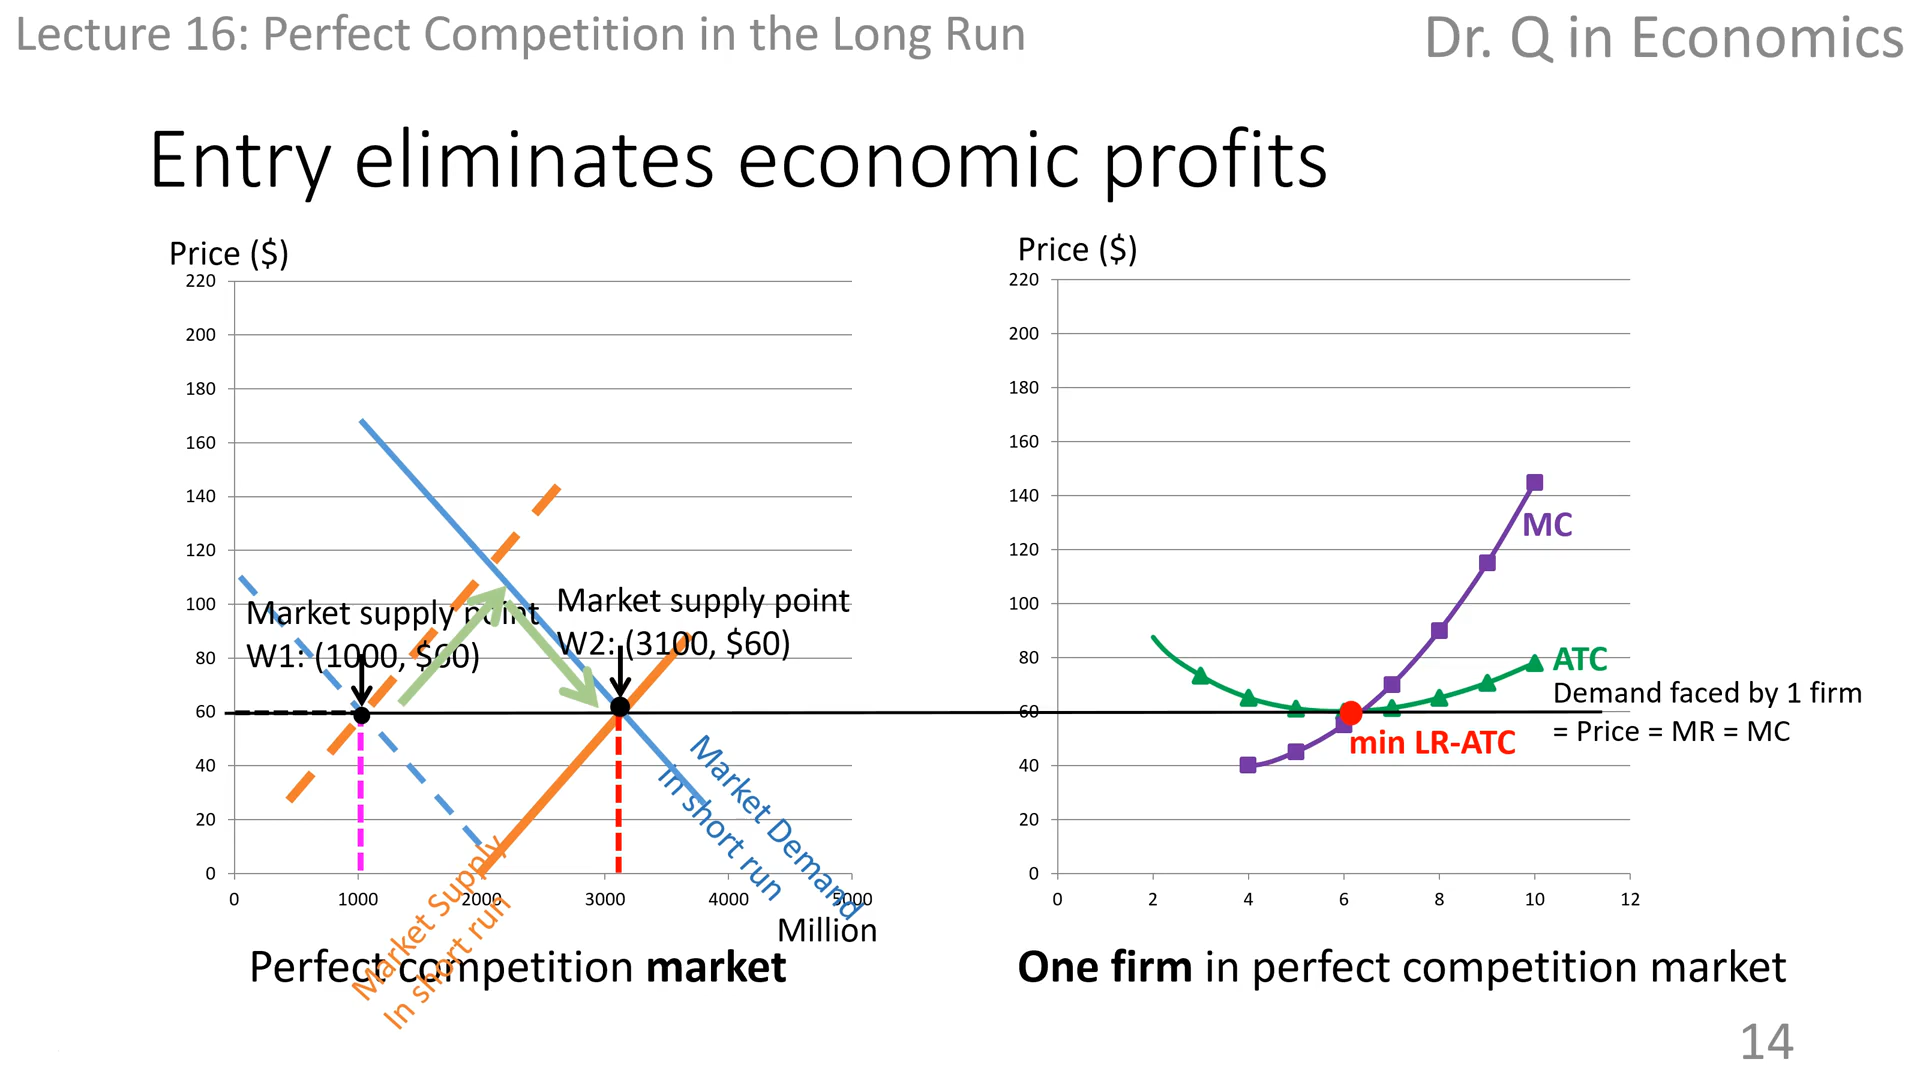 Lecture 16: Perfect Competition in the Long Run
Dr. Q in Economics
Entry eliminates economic profits
Price ($)
220
200
180
160
140
120
100
80
60
40
20
0
0 1000 2000 3000 4000 5000
Million
Market supply point
W1: (1000, $60)
Market supply point
W2: (3100, $60)
Market Demand
In short run
Market Supply
In short run
Perfect competition market
Price ($)
220
200
180
160
140
120
100
80
60
40
20
0
0 2 4 6 8 10 12
MC
ATC
Demand faced by 1 firm
= Price = MR = MC
min LR-ATC
One firm in perfect competition market
14